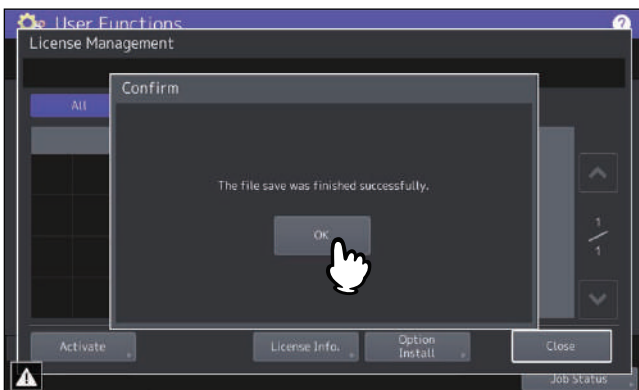 User Functions
?
License Management
Confirm
All
The file save was finished successfully.
OK
1
1
Activate
License Info.
Option
Install
Close
Job Status